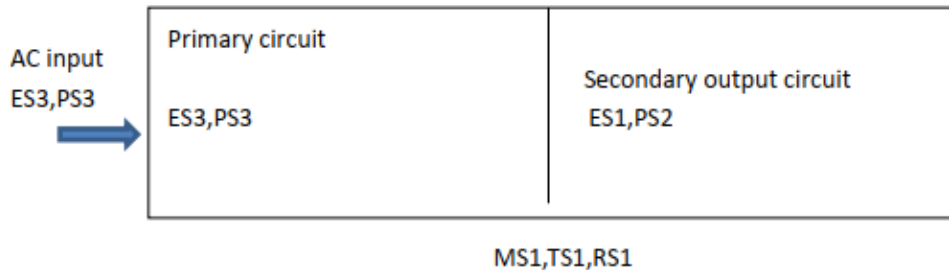 AC input
ES3,PS3
Primary circuit
ES3,PS3
Secondary output circuit
ES1,PS2
MS1,TS1,RS1